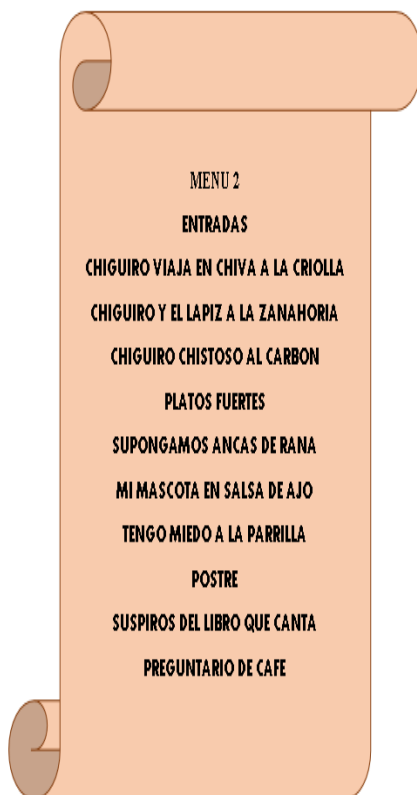 MENU 2
ENTRADAS
CHIGUIRO VIAJA EN CHIVA A LA CRIOLLA
CHIGUIRO Y EL LAPIZ A LA ZANAHORIA
CHIGUIRO CHISTOSO AL CARBON
PLATOS FUERTES
SUPONGAMOS ANCAS DE RANA
MI MASCOTA EN SALSA DE AJO
TENGO MIEDO A LA PARRILLA
POSTRE
SUSPIROS DEL LIBRO QUE CANTA
PREGUNTARIO DE CAFE